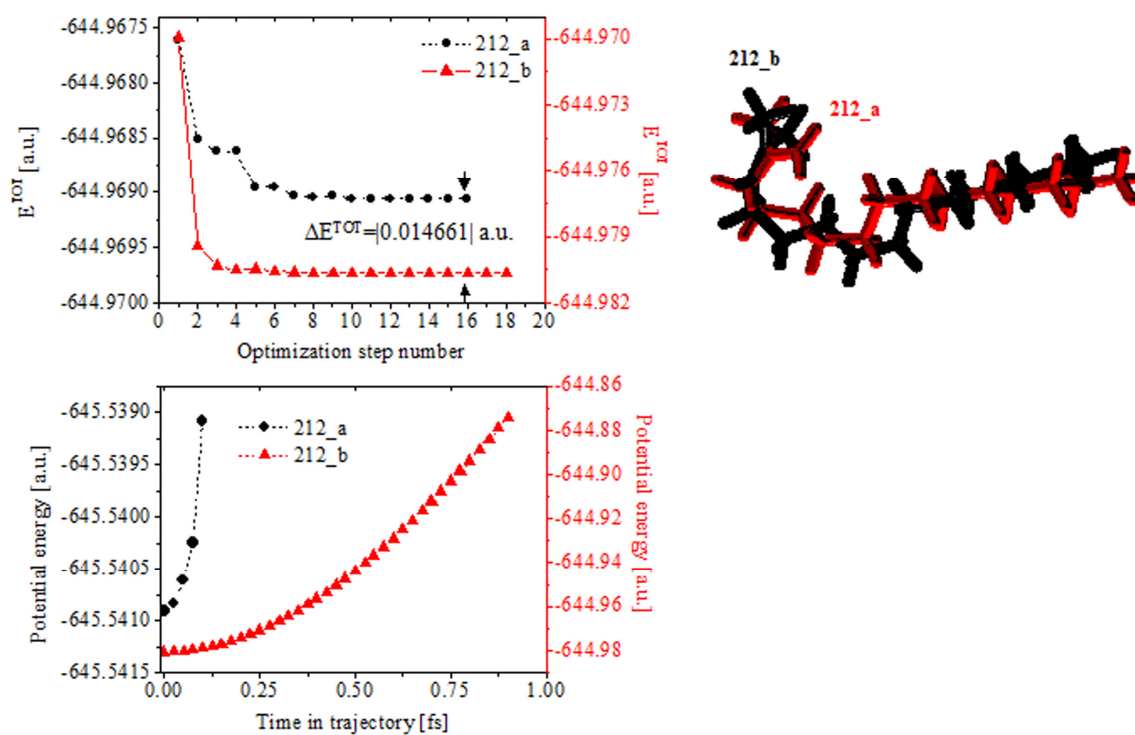 -644.9675
-644.9680
-644.9685
-644.9690
-644.9695
-644.9700
E^TOT [a.u.]
212_a
212_b
ΔE^TOT=|0.014661| a.u.
-644.970
-644.973
-644.976
-644.979
-644.982
E^TOT [a.u.]
0 2 4 6 8 10 12 14 16 18 20
Optimization step number
212_b
212_a
-645.5390
-645.5395
-645.5400
-645.5405
-645.5410
-645.5415
Potential energy [a.u.]
212_a
212_b
-644.86
-644.88
-644.90
-644.92
-644.94
-644.96
-644.98
Potential energy [a.u.]
0.00 0.25 0.50 0.75 1.00
Time in trajectory [fs]